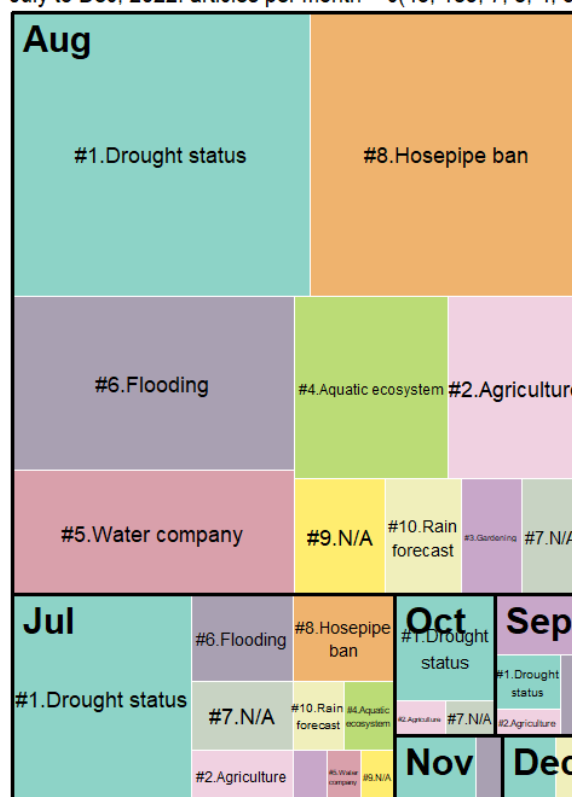 Aug
#1.Drought status
#8.Hosepipe ban
#6.Flooding
#4.Aquatic ecosystem
#2.Agriculture
#5.Water company
#9.N/A
#10.Rain
forecast
#3.Gardening
#7.N/A
Jul
#1.Drought status
#6.Flooding
#8.Hosepipe
ban
#7.N/A
#10.Rain
forecast
#4.Aquatic
ecosystem
#2.Agriculture
#5.Water
company
#9.N/A
Oct
#1.Drought
status
#2.Agriculture
#7.N/A
Sep
#1.Drought
status
#2.Agriculture
Nov
Dec